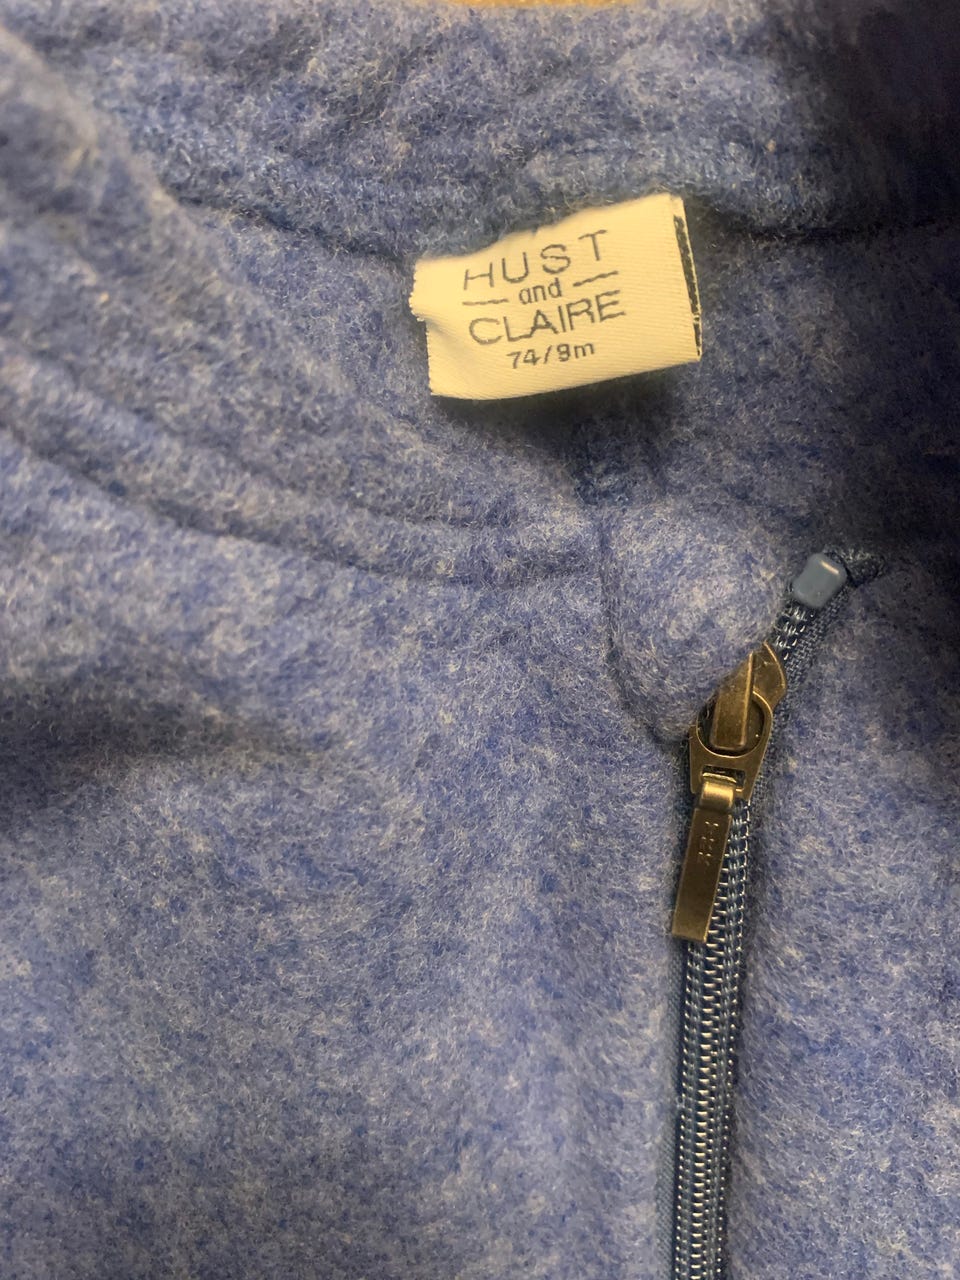 HUST
and
CLAIRE
74/9m